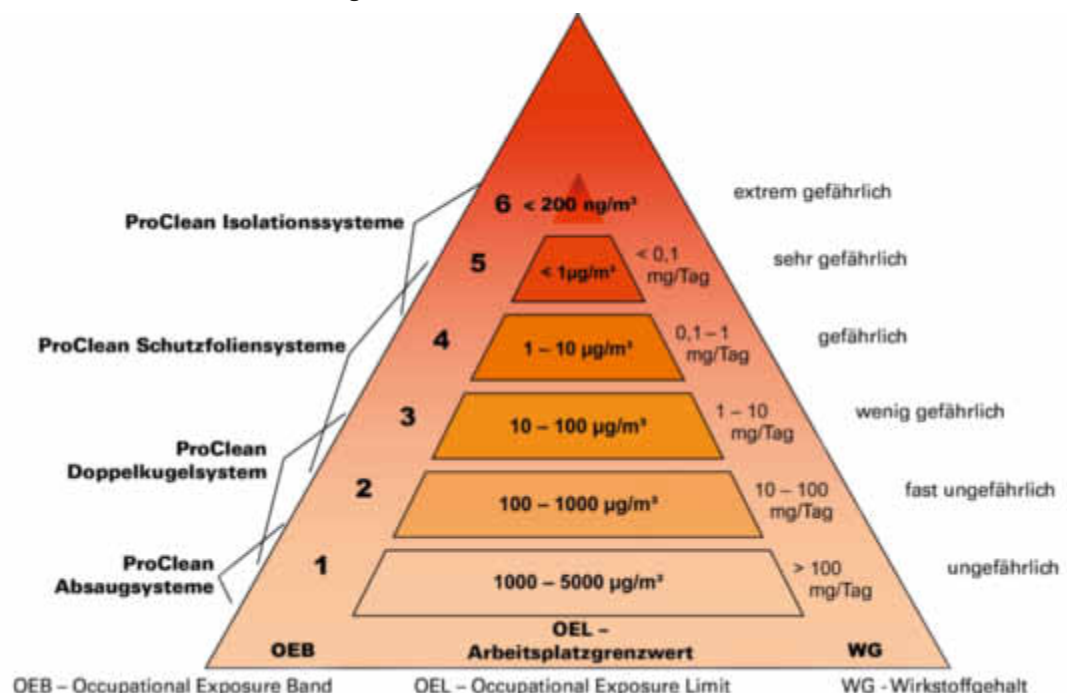 6 < 200 ng/m³
extrem gefährlich
ProClean Isolationssysteme
5
< 1µg/m³
< 0,1
mg/Tag
sehr gefährlich
ProClean Schutzfoliensysteme
4
1 – 10 µg/m³
0,1 – 1
mg/Tag
gefährlich
3
10 – 100 µg/m³
1 – 10
mg/Tag
wenig gefährlich
ProClean
Doppelkugelsystem
2
100 – 1000 µg/m³
10 – 100
mg/Tag
fast ungefährlich
ProClean
Absaugsysteme
1
1000 – 5000 µg/m³
> 100
mg/Tag
ungefährlich
OEB
OEL –
Arbeitsplatzgrenzwert
WG
OEB – Occupational Exposure Band
OEL – Occupational Exposure Limit
WG - Wirkstoffgehalt